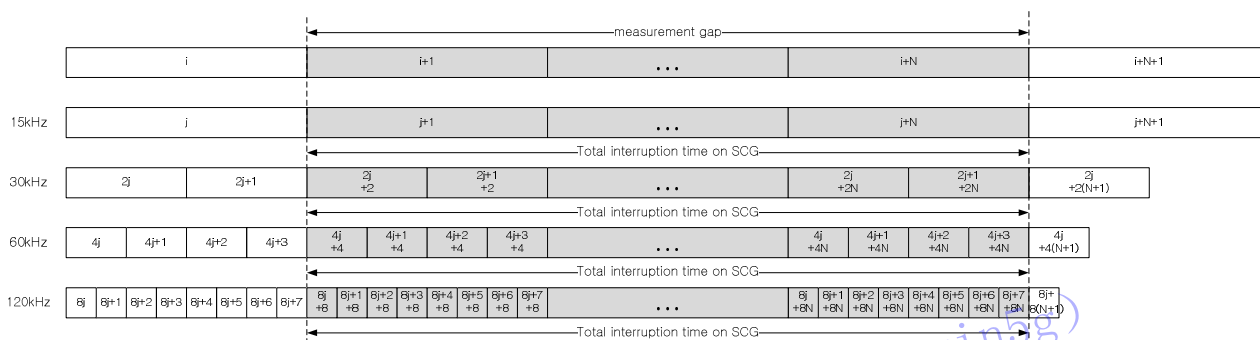 measurement gap
i i+1 ... i+N i+N+1
15kHz j j+1 ... j+N j+N+1
Total interruption time on SCG
30kHz 2j 2j+1 2j +2 2j+1 +2 ... 2j +2N 2j+1 +2N 2j +2(N+1)
Total interruption time on SCG
60kHz 4j 4j+1 4j+2 4j+3 4j +4 4j+1 +4 4j+2 +4 4j+3 +4 ... 4j +4N 4j+1 +4N 4j+2 +4N 4j+3 +4N 4j +4(N+1)
Total interruption time on SCG
120kHz 8j 8j+1 8j+2 8j+3 8j+4 8j+5 8j+6 8j+7 8j +8 8j+1 +8 8j+2 +8 8j+3 +8 8j+4 +8 8j+5 +8 8j+6 +8 8j+7 +8 ... 8j +8N 8j+1 +8N 8j+2 +8N 8j+3 +8N 8j+4 +8N 8j+5 +8N 8j+6 +8N 8j+7 +8N 8j+ 8(N+1)
Total interruption time on SCG